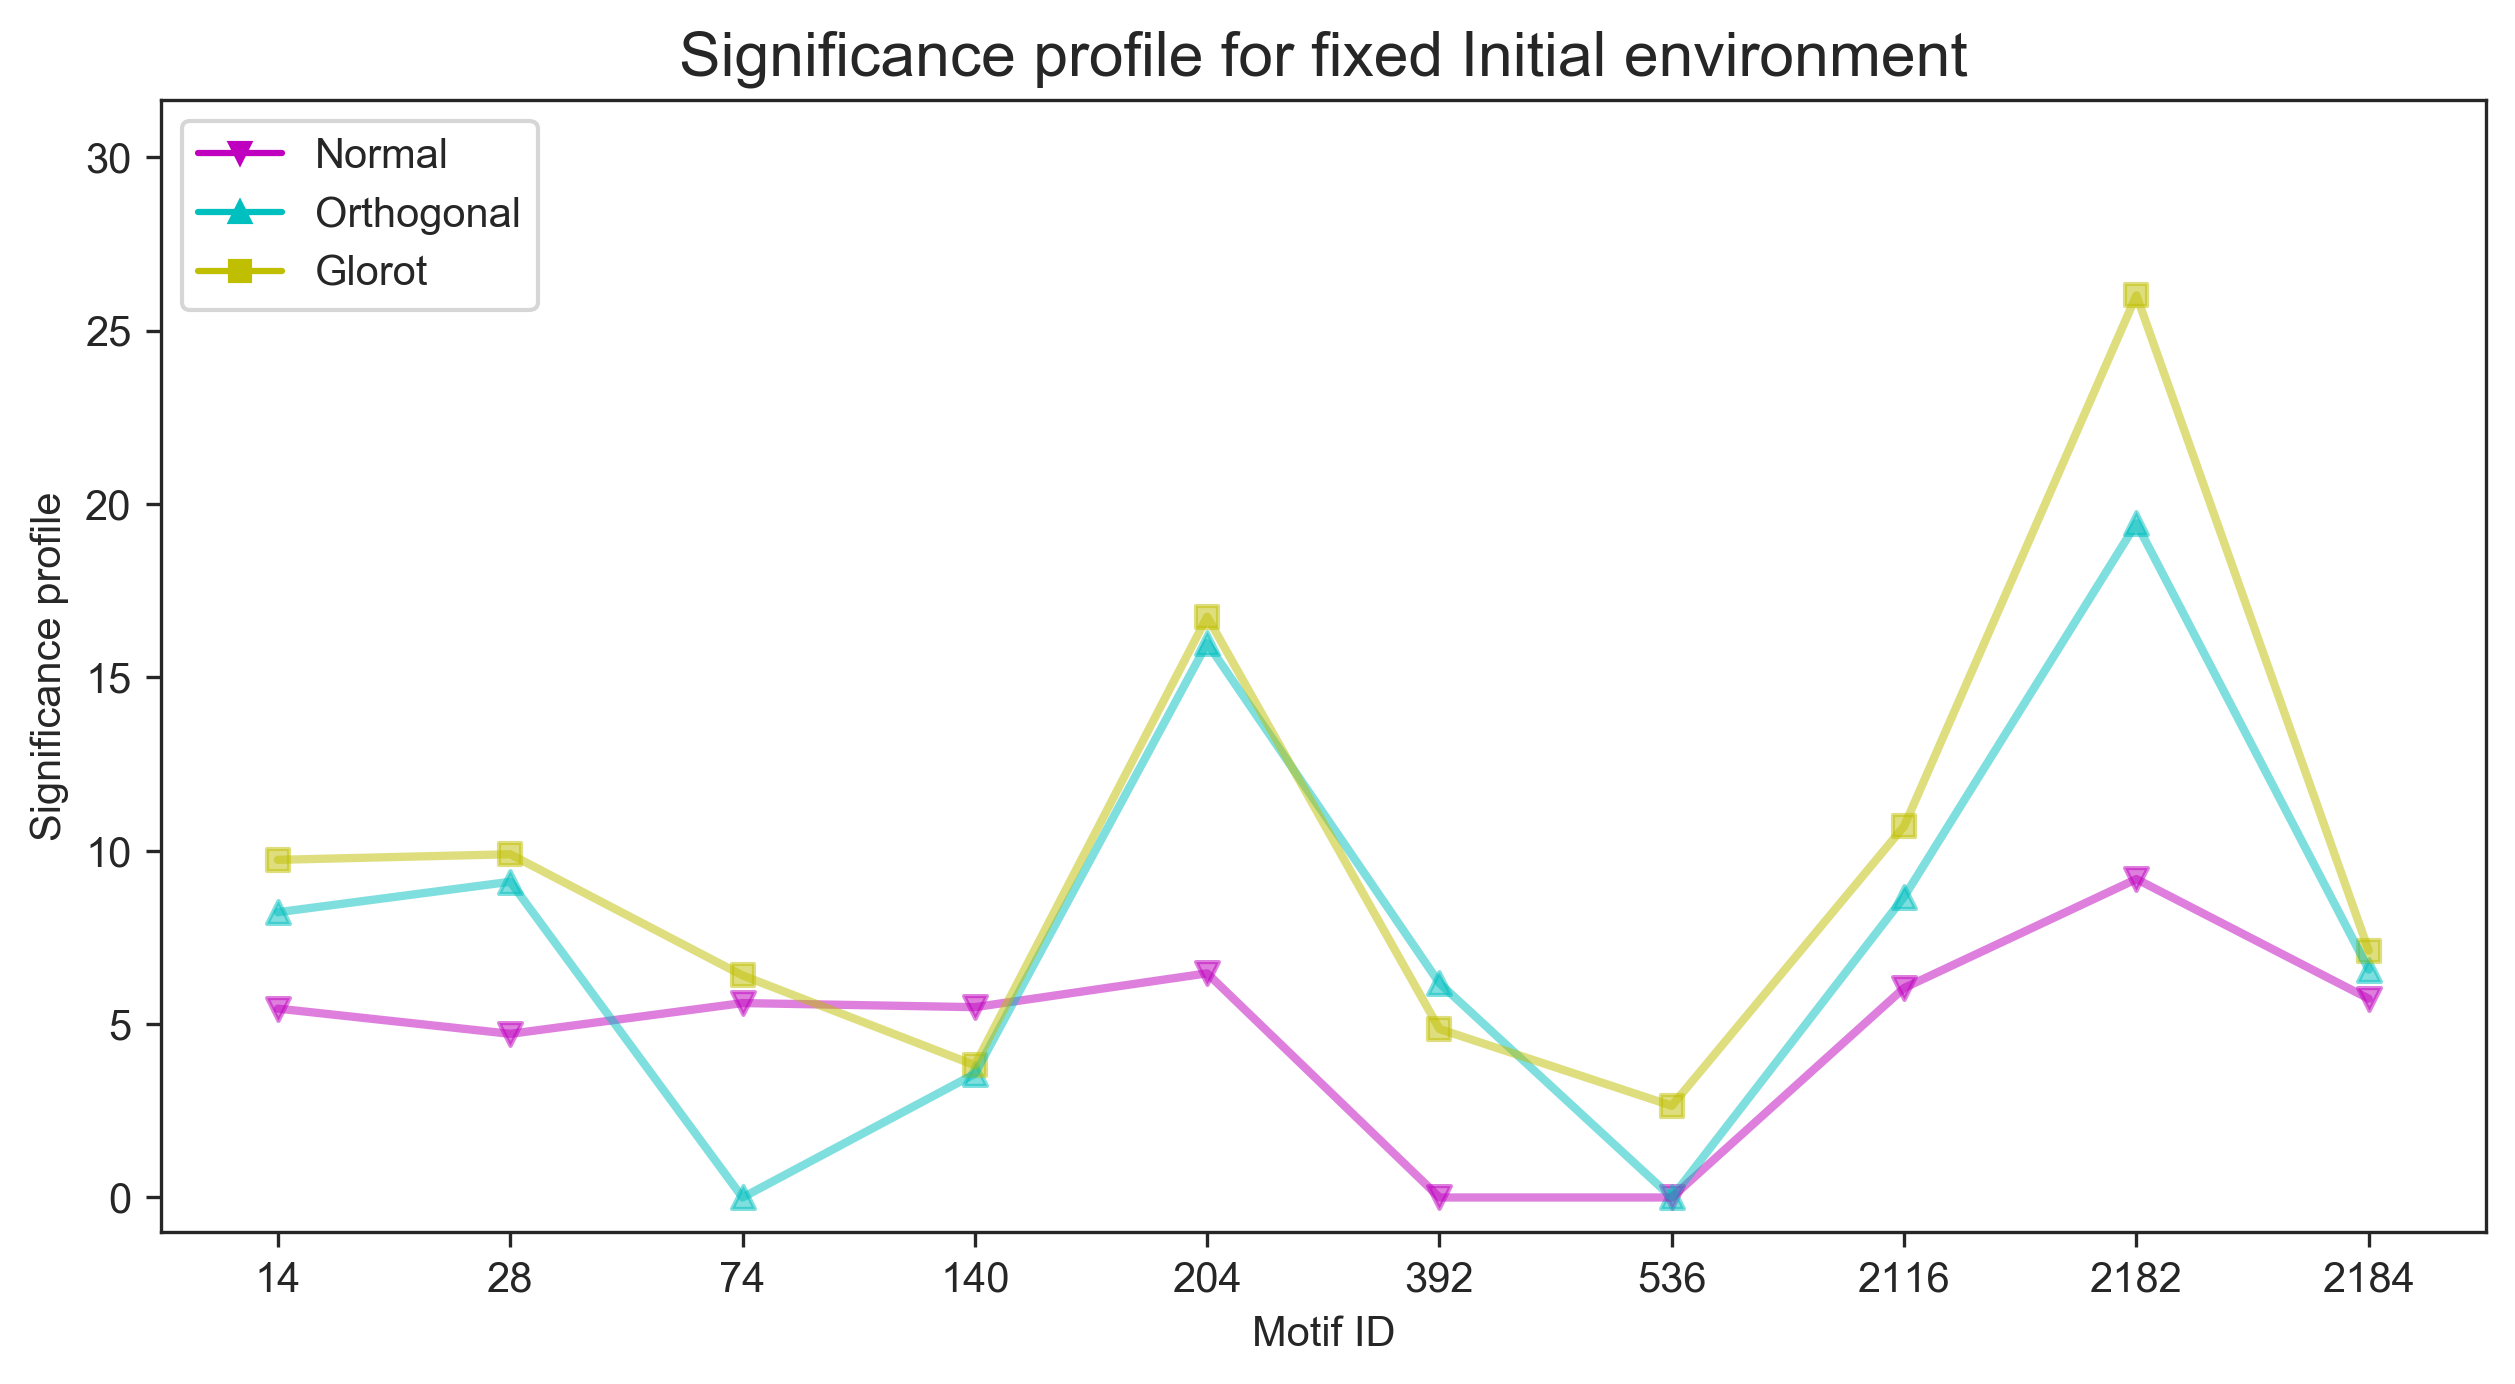 Significance profile for fixed Initial environment
Normal
Orthogonal
Glorot
30
25
20
15
10
5
0
Significance profile
14 28 74 140 204 392 536 2116 2182 2184
Motif ID